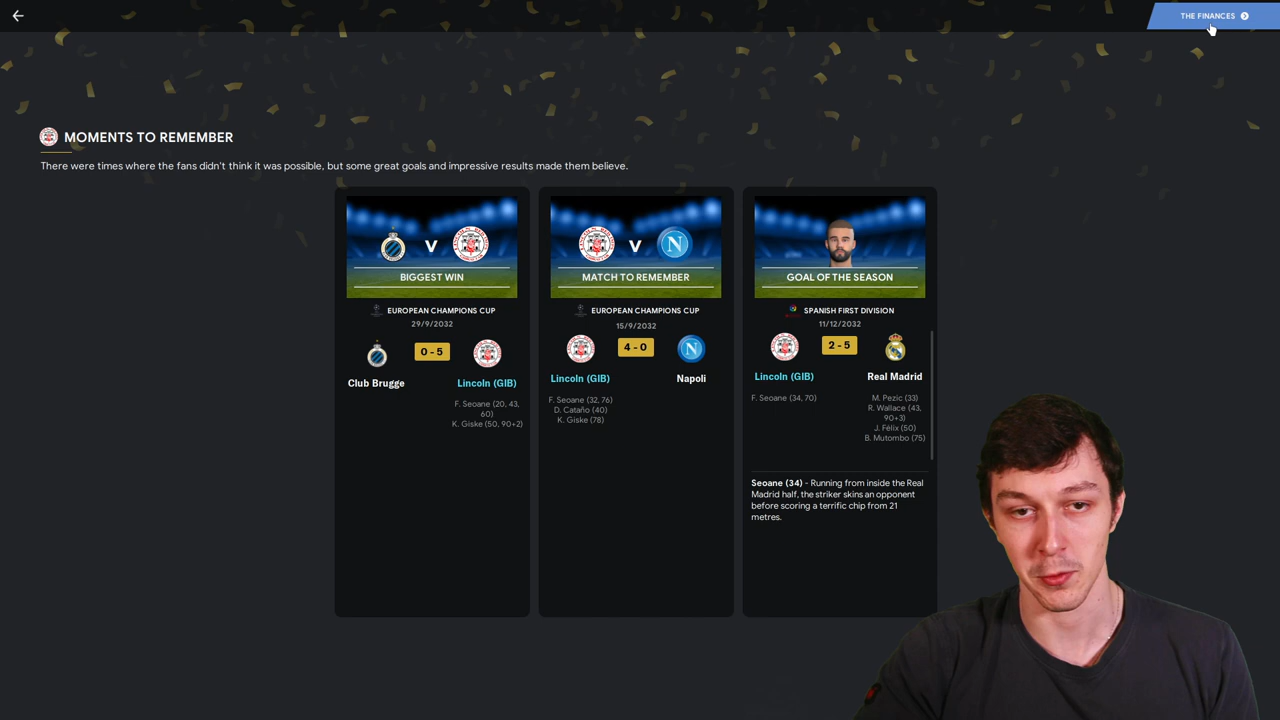 THE FINANCES
MOMENTS TO REMEMBER
There were times where the fans didn't think it was possible, but some great goals and impressive results made them believe.
V
BIGGEST WIN
EUROPEAN CHAMPIONS CUP
29/9/2032
0 - 5
Club Brugge
Lincoln (GIB)
F. Seoane (20, 43,
60)
K. Giske (50, 90+2)
V
N
MATCH TO REMEMBER
EUROPEAN CHAMPIONS CUP
15/9/2032
4 - 0
N
Lincoln (GIB)
Napoli
F. Seoane (32, 76)
D. Cataño (40)
K. Giske (78)
GOAL OF THE SEASON
SPANISH FIRST DIVISION
11/12/2032
2 - 5
Lincoln (GIB)
Real Madrid
F. Seoane (34, 70)
M. Pezic (33)
R. Wallace (43,
90+3)
J. Félix (50)
B. Mutombo (75)
Seoane (34) - Running from inside the Real
Madrid half, the striker skins an opponent
before scoring a terrific chip from 21
metres.